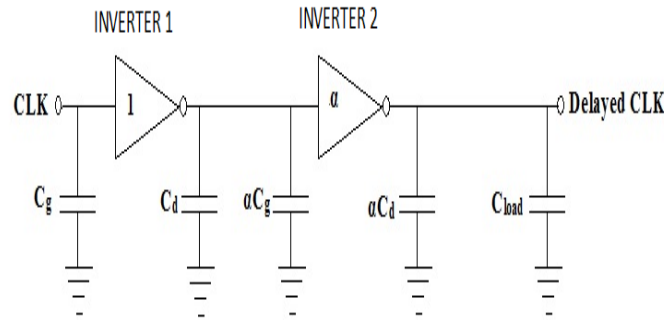 INVERTER 1 INVERTER 2
CLK 1 α Delayed CLK
Cg Cd αCg αCd Cload